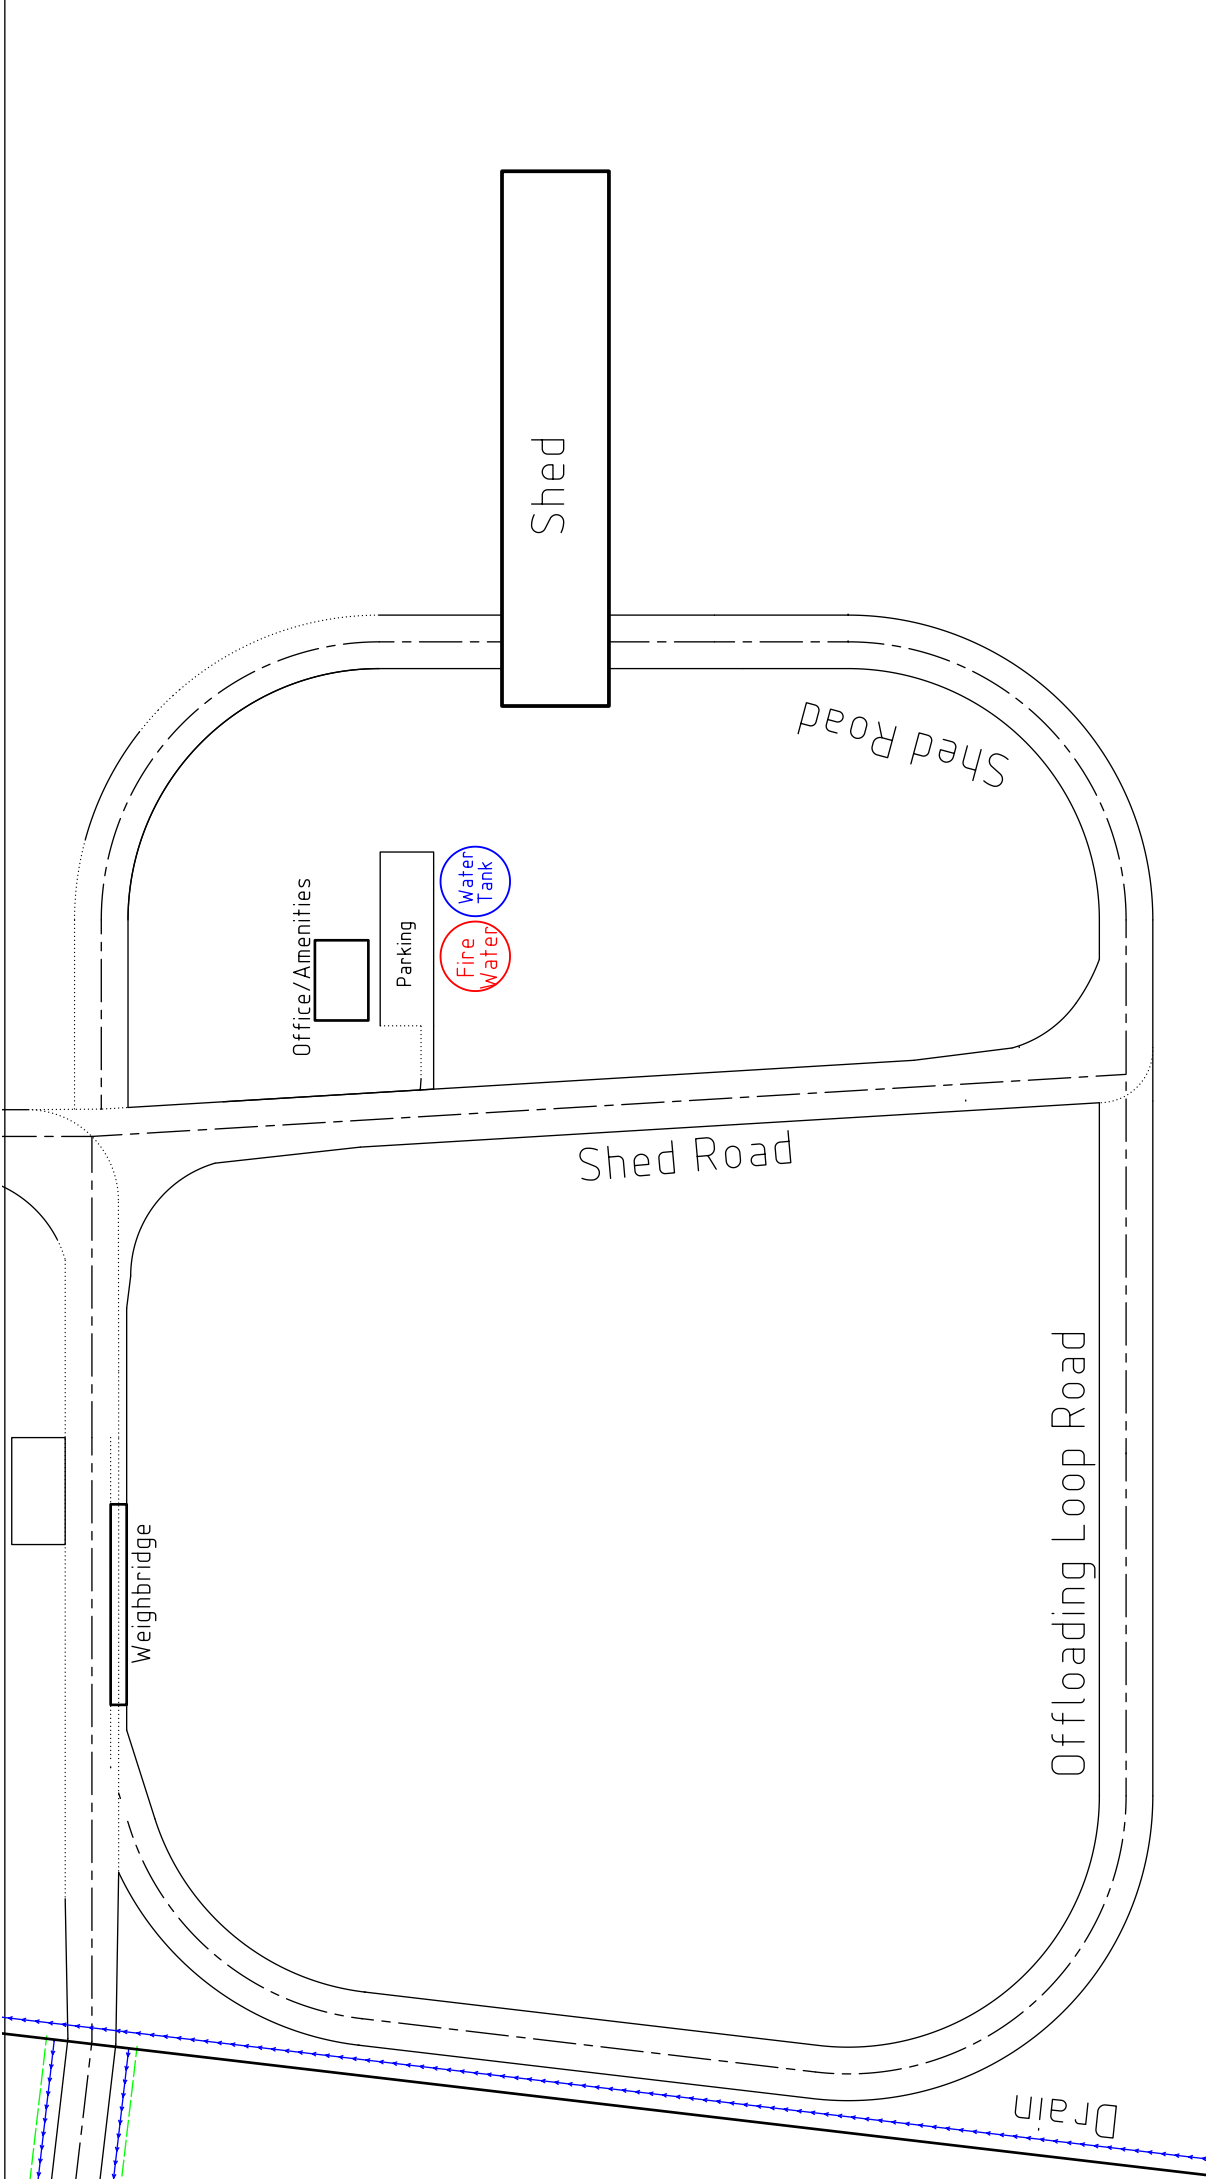 Shed
Shed Road
Office/Amenities
Parking
Water
Tank
Fire
Water
Shed Road
Offloading Loop Road
Weighbridge
Drain